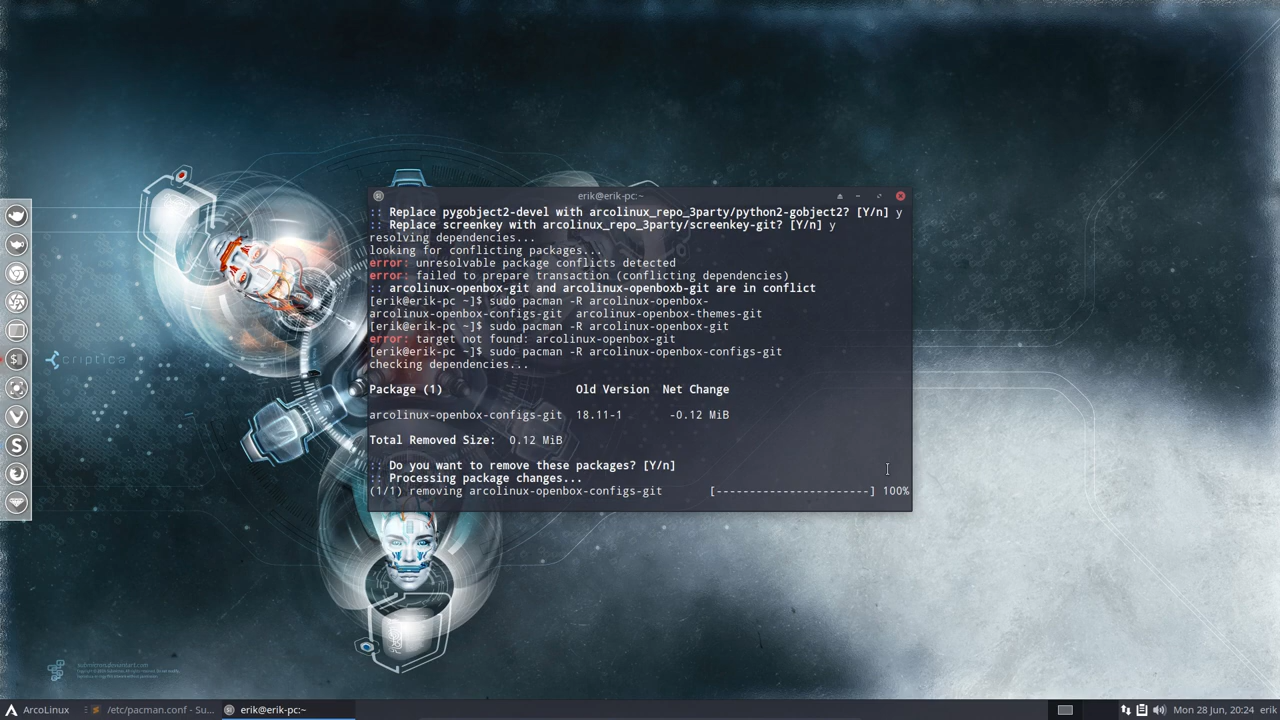 erik@erik-pc:~
:: Replace pygobject2-devel with arcolinux_repo_3party/python2-gobject2? [Y/n] y
:: Replace screenkey with arcolinux_repo_3party/screenkey-git? [Y/n] y
resolving dependencies...
looking for conflicting packages...
error: unresolvable package conflicts detected
error: failed to prepare transaction (conflicting dependencies)
:: arcolinux-openbox-git and arcolinux-openboxb-git are in conflict
[erik@erik-pc ~]$ sudo pacman -R arcolinux-openbox-
arcolinux-openbox-configs-git  arcolinux-openbox-themes-git
[erik@erik-pc ~]$ sudo pacman -R arcolinux-openbox-git
error: target not found: arcolinux-openbox-git
[erik@erik-pc ~]$ sudo pacman -R arcolinux-openbox-configs-git
checking dependencies...
Package (1)                    Old Version  Net Change
arcolinux-openbox-configs-git  18.11-1       -0.12 MiB
Total Removed Size:  0.12 MiB
:: Do you want to remove these packages? [Y/n]
:: Processing package changes...
(1/1) removing arcolinux-openbox-configs-git       [-----------------------] 100%
criptica
ArcoLinux
/etc/pacman.conf - Su...
erik@erik-pc:~
Mon 28 Jun, 20:24
erik